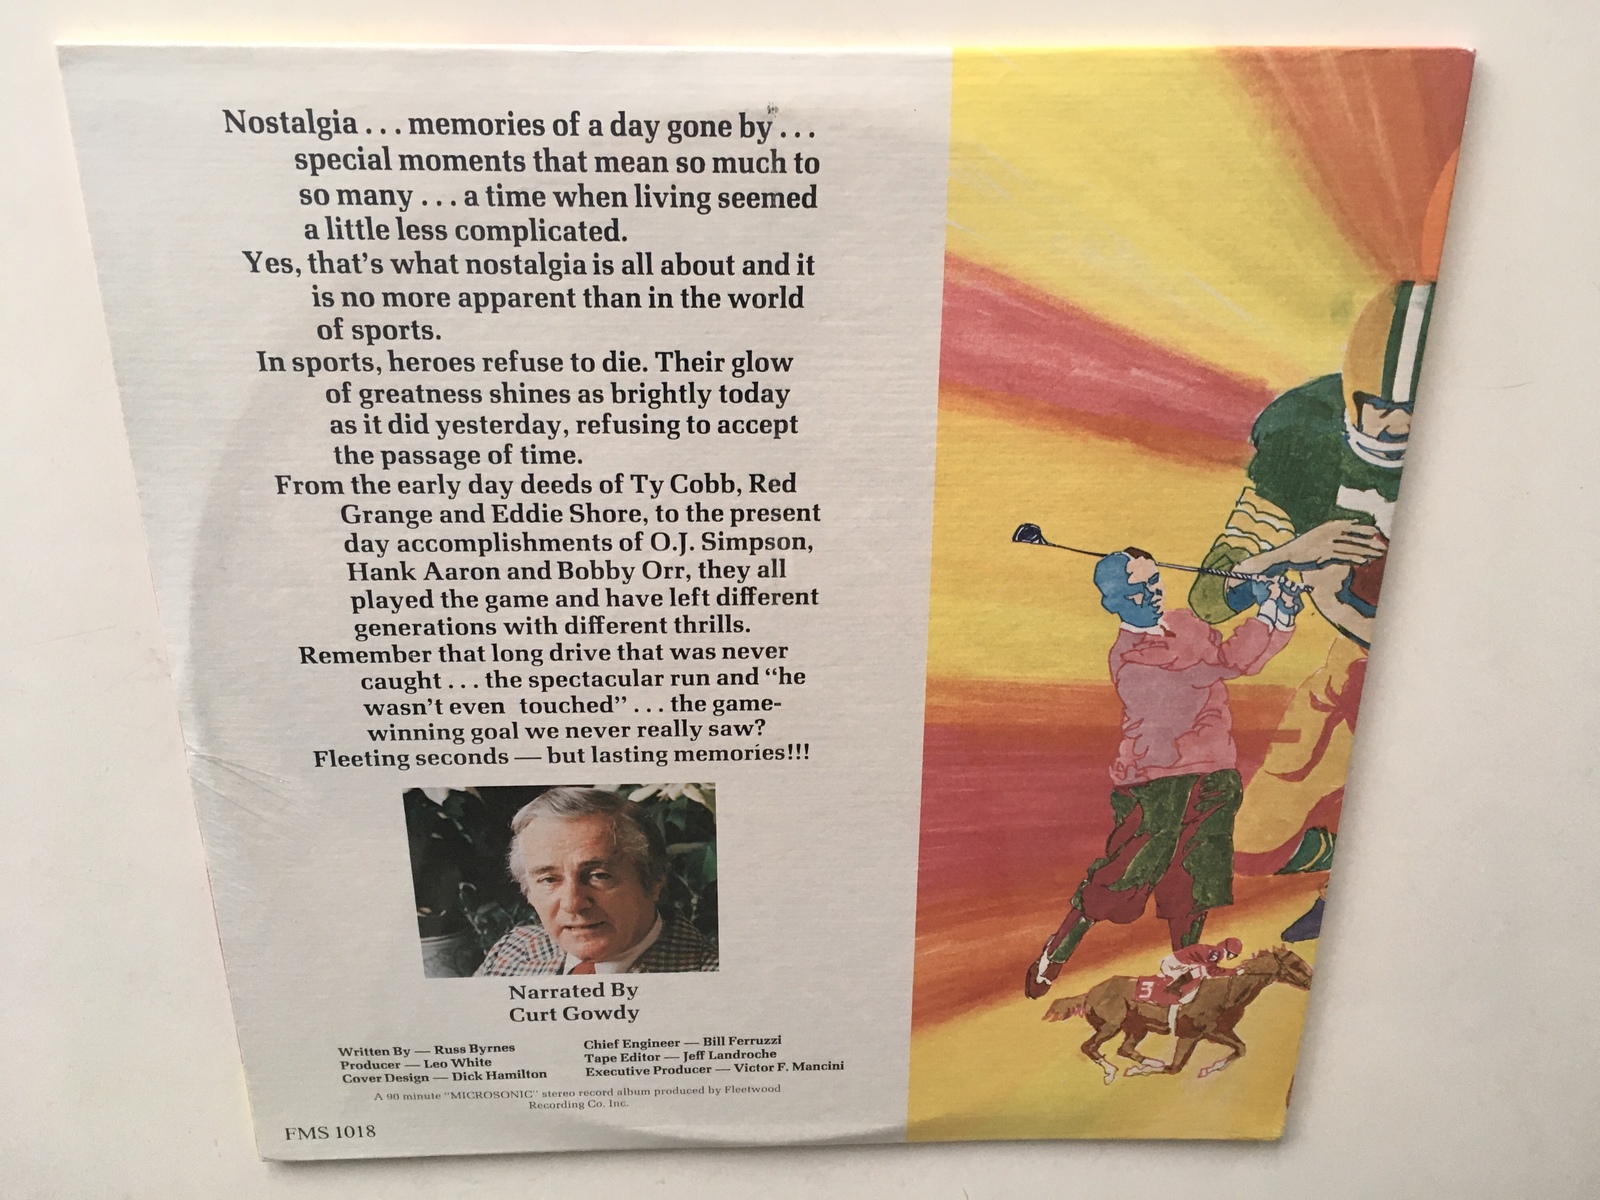 Nostalgia . . . memories of a day gone by . . .
special moments that mean so much to
so many . . . a time when living seemed
a little less complicated.
Yes, that's what nostalgia is all about and it
is no more apparent than in the world
of sports.
In sports, heroes refuse to die. Their glow
of greatness shines as brightly today
as it did yesterday, refusing to accept
the passage of time.
From the early day deeds of Ty Cobb, Red
Grange and Eddie Shore, to the present
day accomplishments of O.J. Simpson,
Hank Aaron and Bobby Orr, they all
played the game and have left different
generations with different thrills.
Remember that long drive that was never
caught . . . the spectacular run and “he
wasn't even touched” . . . the game-
winning goal we never really saw?
Fleeting seconds — but lasting memories!!!
Narrated By
Curt Gowdy
Written By — Russ Byrnes
Producer — Leo White
Cover Design — Dick Hamilton
Chief Engineer — Bill Ferruzzi
Tape Editor — Jeff Landroche
Executive Producer — Victor F. Mancini
A 90 minute "MICROSONIC" stereo record album produced by Fleetwood
Recording Co. Inc.
FMS 1018
3